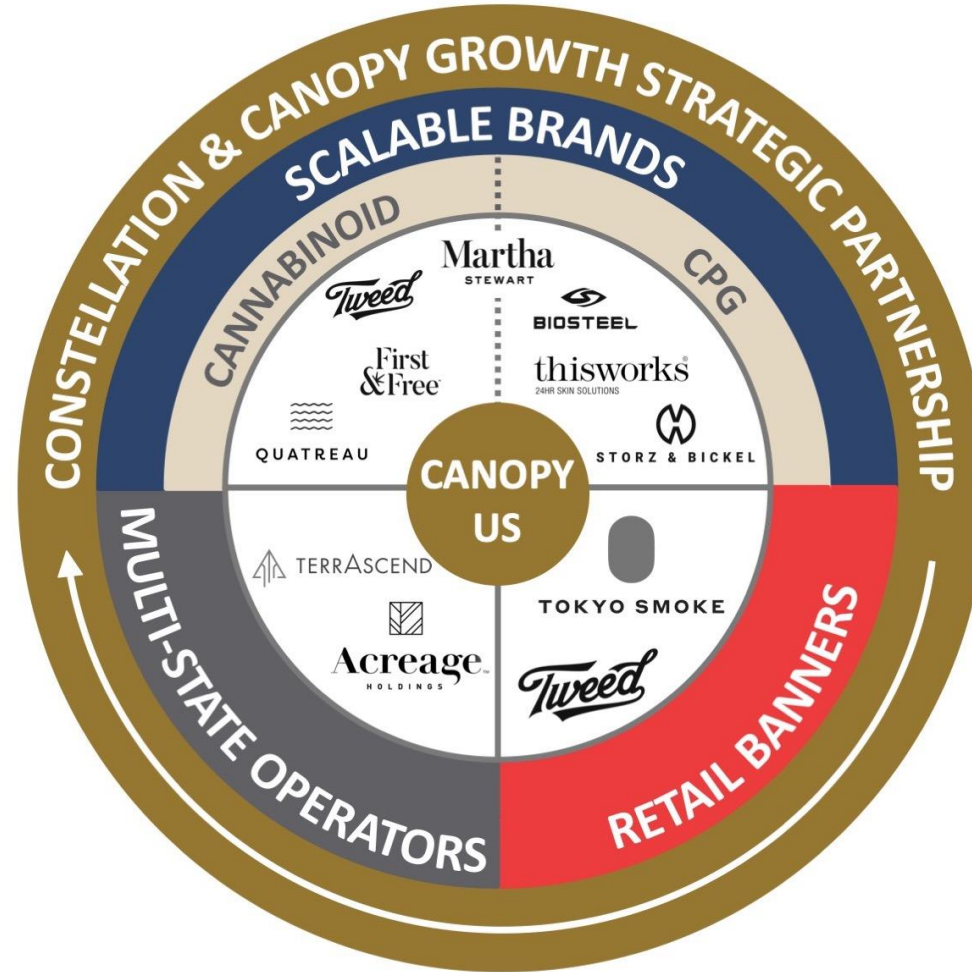 CONSTELLATION & CANOPY GROWTH STRATEGIC PARTNERSHIP
SCALABLE BRANDS
CANNABINOID
CPG
Martha
STEWART
Tweed
BIOSTEEL
First
& Free
thisworks®
24HR SKIN SOLUTIONS
QUATREAU
STORZ & BICKEL
CANOPY
US
TERRASCEND
TOKYO SMOKE
Acreage™
HOLDINGS
Tweed
MULTI-STATE OPERATORS
RETAIL BANNERS